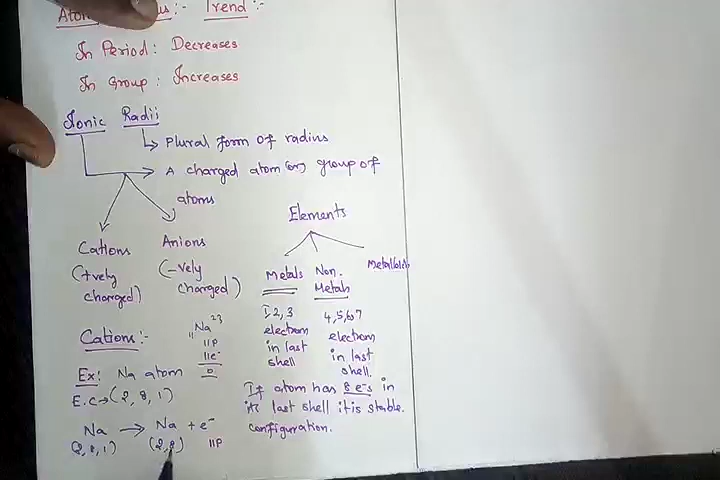 Trend :-
In Period : Decreases
In Group : Increases
Ionic Radii
Plural form of radius
A charged atom (or) group of
atoms
Cations
(+vely
charged)
Anions
(-vely
charged)
Elements
Metals
Non-
Metals
Metalloids
1,2,3
electron
in last
shell
4,5,6,7
electron
in last
shell.
Cations :-
11Na23
11P
11e-
0
Ex: Na atom
E.C → (2, 8, 1)
Na → Na + e-
(2, 8, 1) (2, 8) 11P
If atom has 8 e-s in
its last shell it is stable.
configuration.